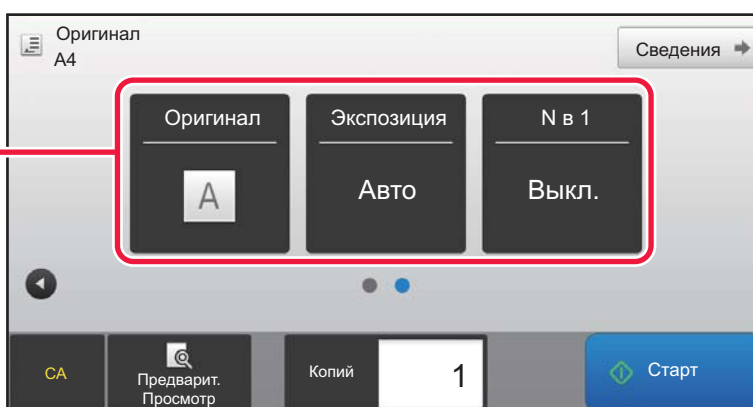 Оригинал
A4
Сведения
Оригинал
Экспозиция
N в 1
A
Авто
Выкл.
CA
Предварит.
Просмотр
Копий
1
Старт